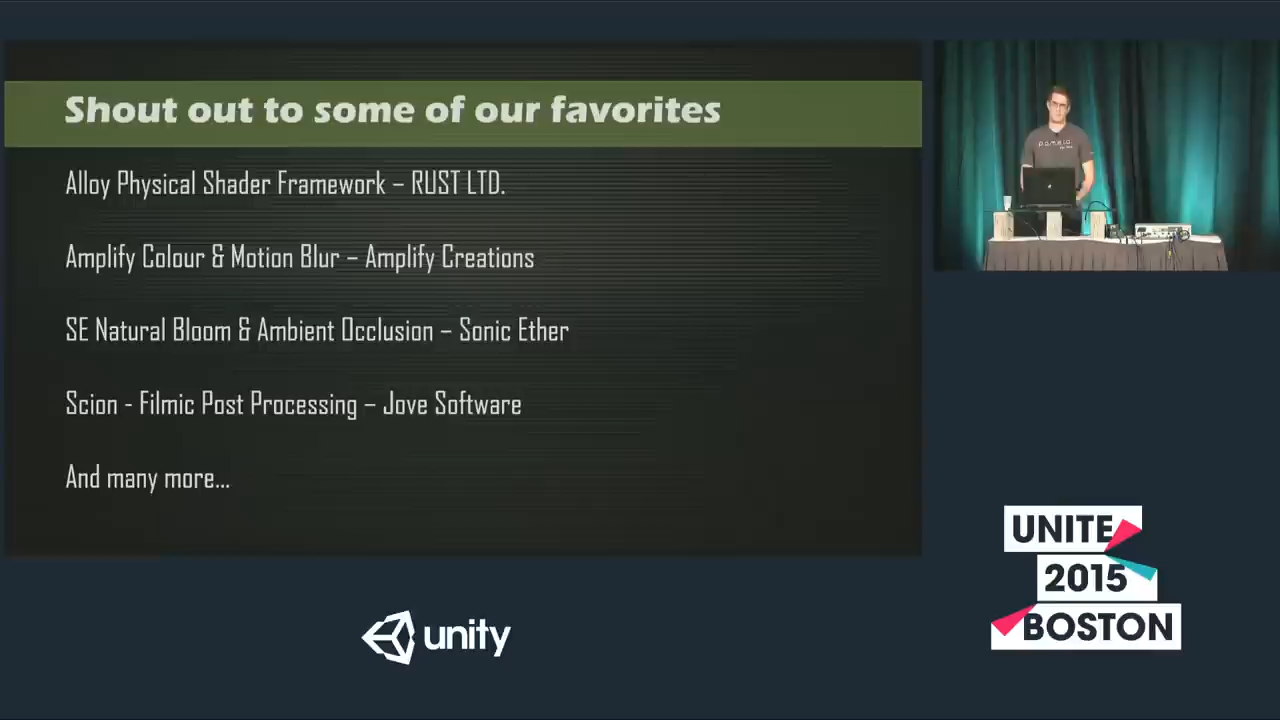 Shout out to some of our favorites
Alloy Physical Shader Framework – RUST LTD.
Amplify Colour & Motion Blur – Amplify Creations
SE Natural Bloom & Ambient Occlusion – Sonic Ether
Scion - Filmic Post Processing – Jove Software
And many more...
pamela
unity
UNITE
2015
BOSTON